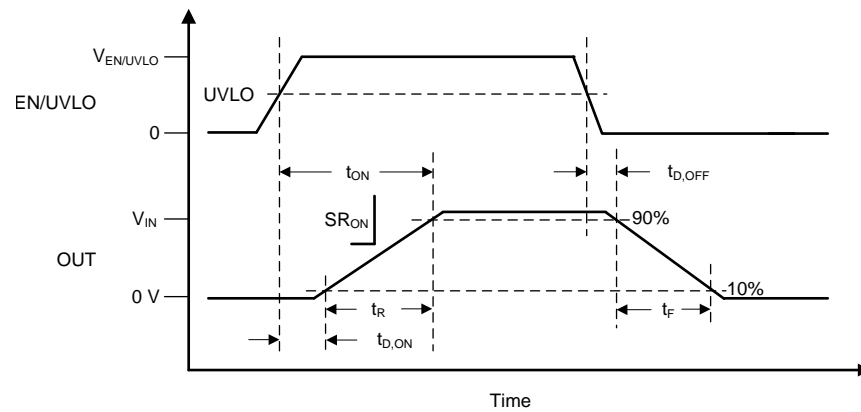 V_EN/UVLO
EN/UVLO
UVLO
0
t_ON
t_D,OFF
V_IN
SR_ON
90%
OUT
0 V
10%
t_R
t_F
t_D,ON
Time